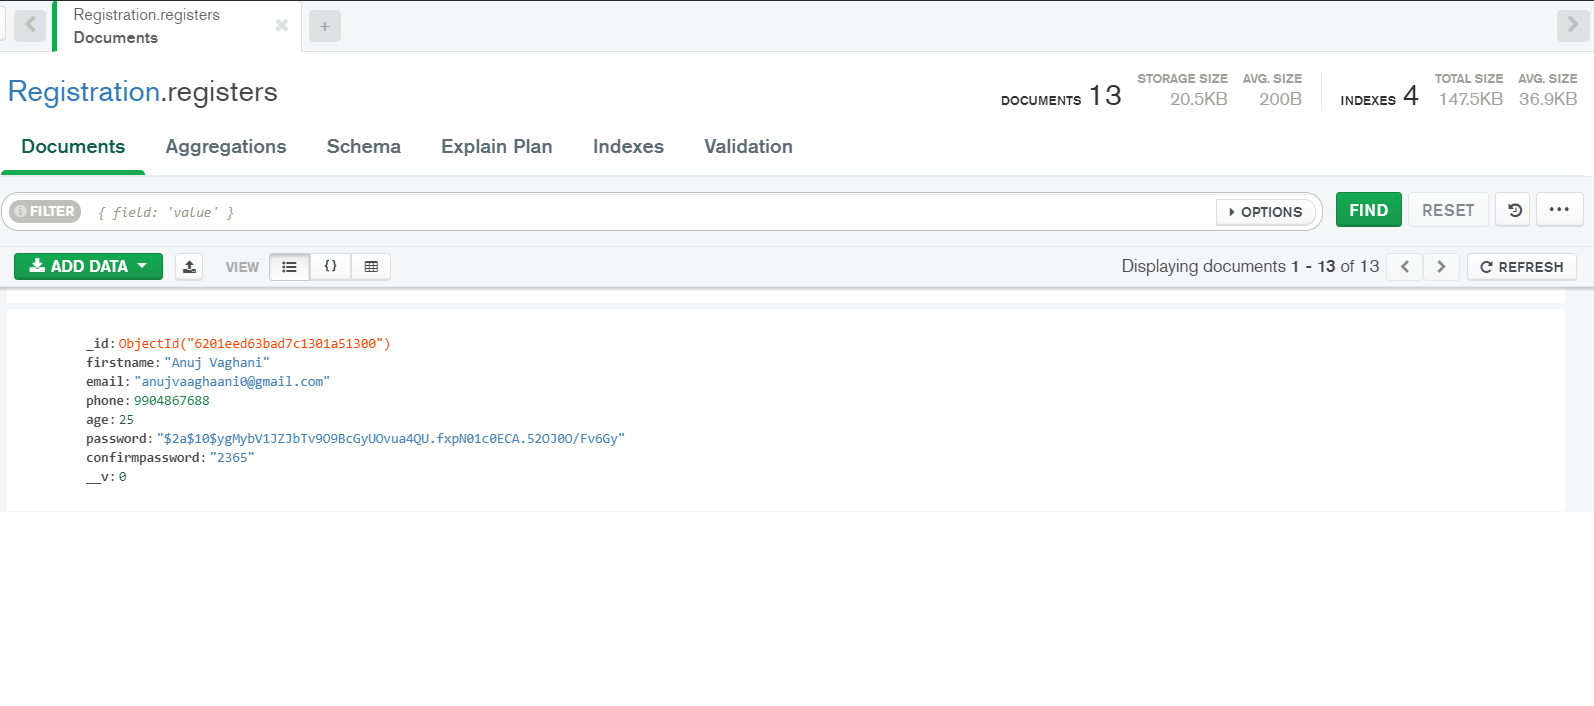 Registration.registers
Documents
+
Registration.registers
DOCUMENTS 13
STORAGE SIZE
20.5KB
AVG. SIZE
200B
INDEXES 4
TOTAL SIZE
147.5KB
AVG. SIZE
36.9KB
Documents Aggregations Schema Explain Plan Indexes Validation
FILTER { field: 'value' } OPTIONS FIND RESET ...
ADD DATA VIEW {} Displaying documents 1 - 13 of 13 < > REFRESH
_id: ObjectId("6201eed63bad7c1301a51300")
firstname: "Anuj Vaghani"
email: "anujvaaghaani0@gmail.com"
phone: 9904867688
age: 25
password: "$2a$10$ygMybV1JZJbTv9O9BcGyUOvua4QU.fxpN01c0ECA.52OJ0O/Fv6Gy"
confirmpassword: "2365"
__v: 0